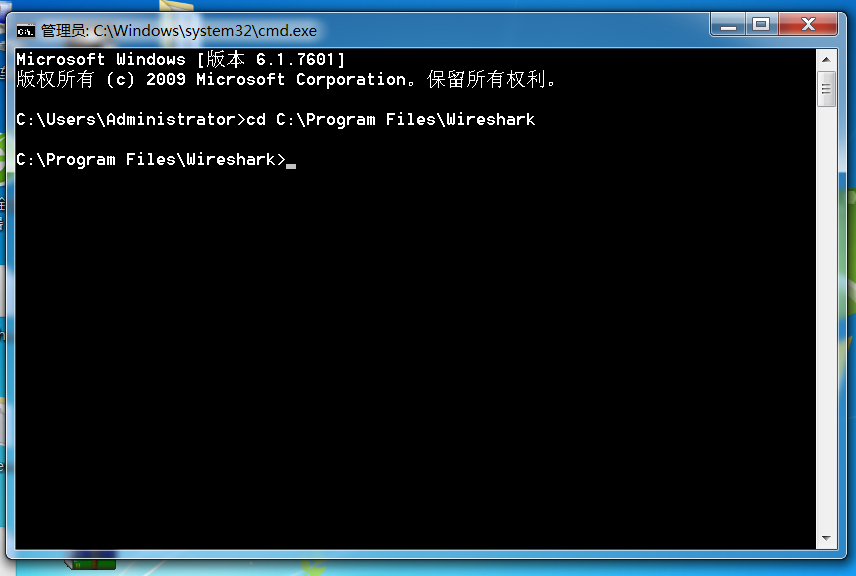 管理员: C:\Windows\system32\cmd.exe
Microsoft Windows [版本 6.1.7601]
版权所有 (c) 2009 Microsoft Corporation。保留所有权利。
C:\Users\Administrator>cd C:\Program Files\Wireshark
C:\Program Files\Wireshark>